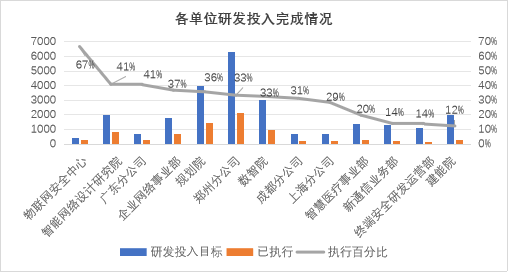 各单位研发投入完成情况
7000
6000
5000
4000
3000
2000
1000
0
70%
60%
50%
40%
30%
20%
10%
0%
67%
41%
41%
37%
36%
33%
33%
31%
29%
20%
14%
14%
12%
物联网安全中心
智能网络设计研究院
广东分公司
企业网络事业部
规划院
郑州分公司
数智院
成都分公司
上海分公司
智慧医疗事业部
新通信业务部
终端安全研发运营部
建能院
研发投入目标 已执行 执行百分比